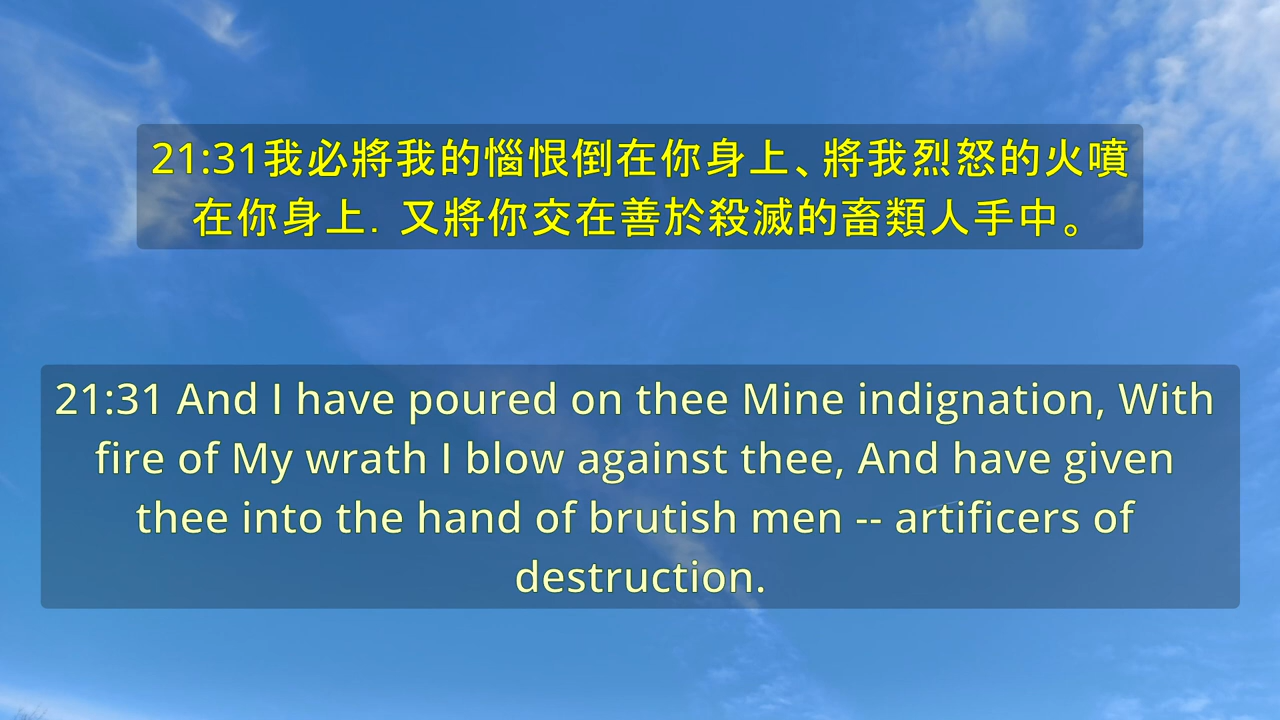 21:31我必將我的惱恨倒在你身上、將我烈怒的火噴
在你身上．又將你交在善於殺滅的畜類人手中。
21:31 And I have poured on thee Mine indignation, With
fire of My wrath I blow against thee, And have given
thee into the hand of brutish men -- artificers of
destruction.